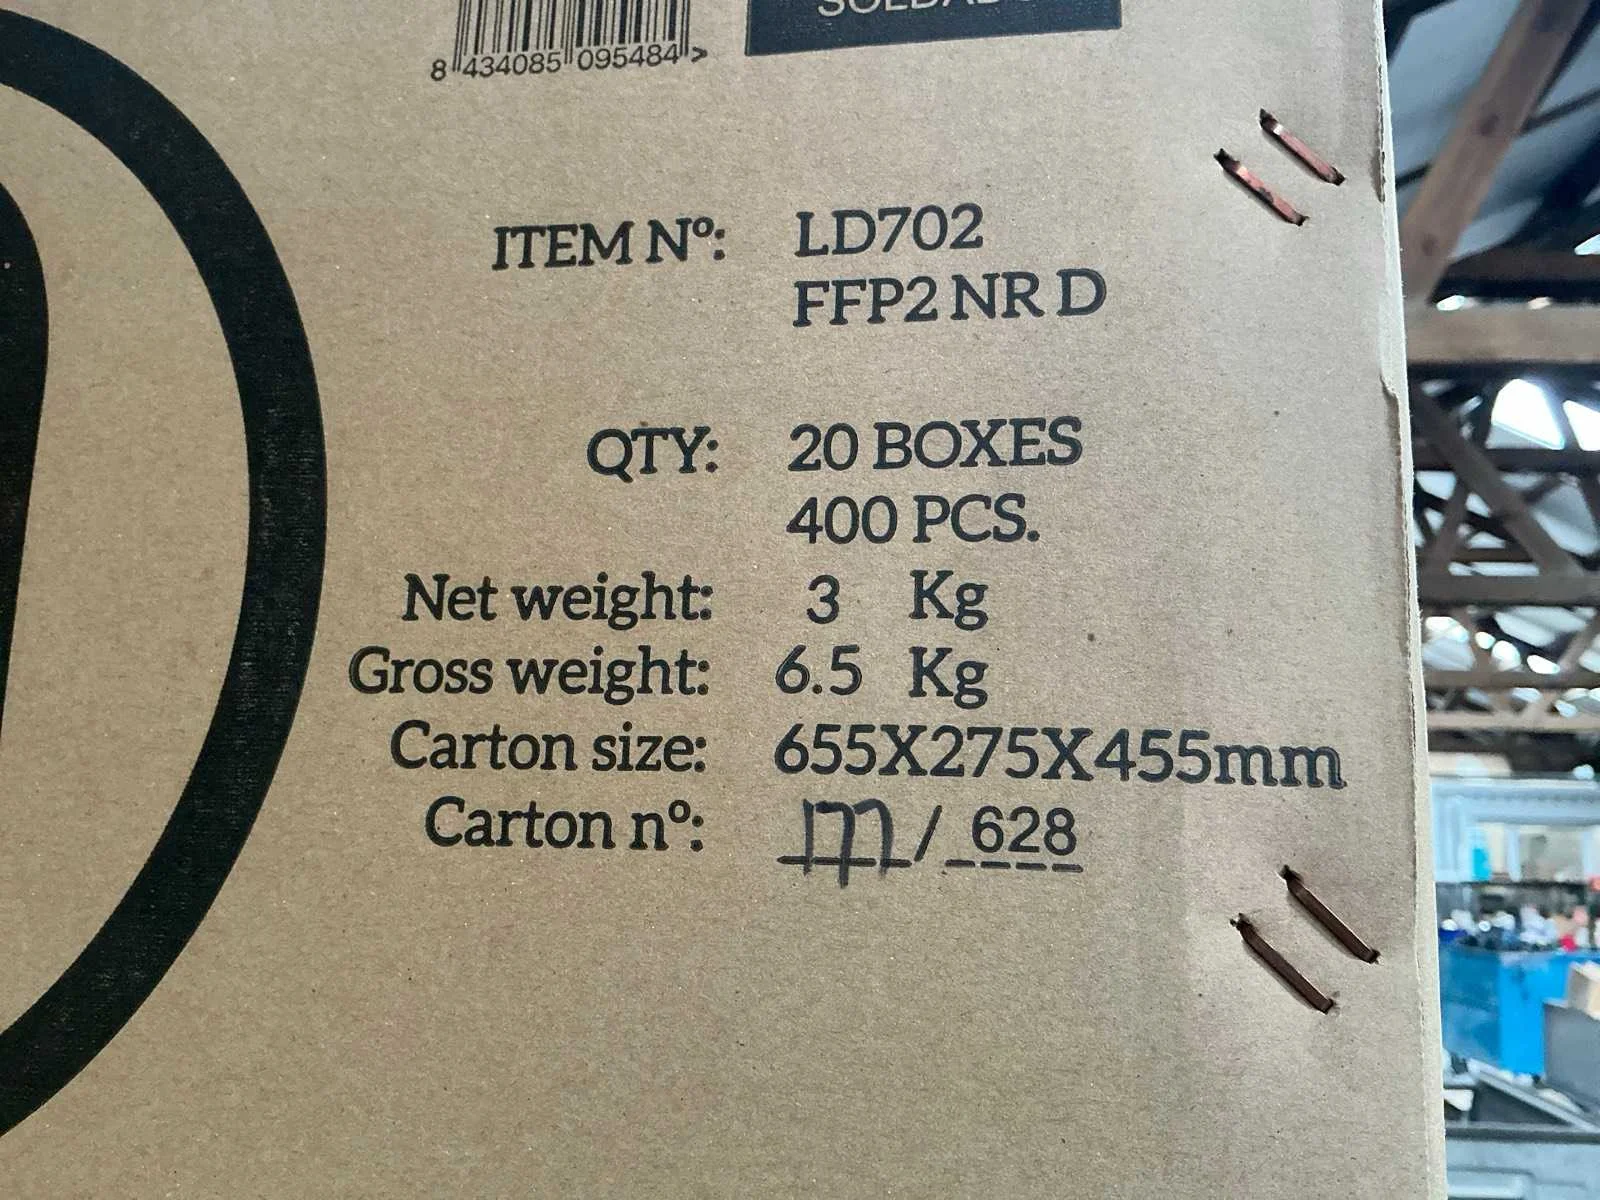 8 434085 095484 >
ITEM Nº: LD702
FFP2 NR D
QTY: 20 BOXES
400 PCS.
Net weight: 3 Kg
Gross weight: 6.5 Kg
Carton size: 655X275X455mm
Carton nº: 177 / 628